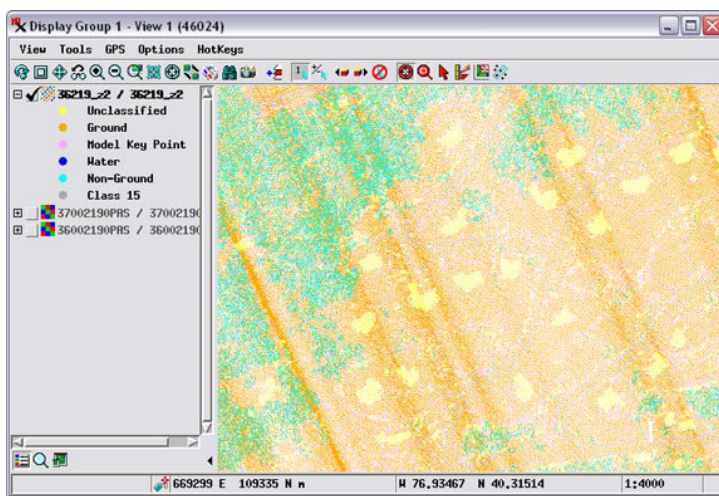 Display Group 1 - View 1 (46024)
View Tools GPS Options HotKeys
36219_z2 / 36219_z2
Unclassified
Ground
Model Key Point
Water
Non-Ground
Class 15
37002190PAS / 37002190
36002190PAS / 36002190
669299 E 109335 N m W 76.93467 N 40.31514 1:4000